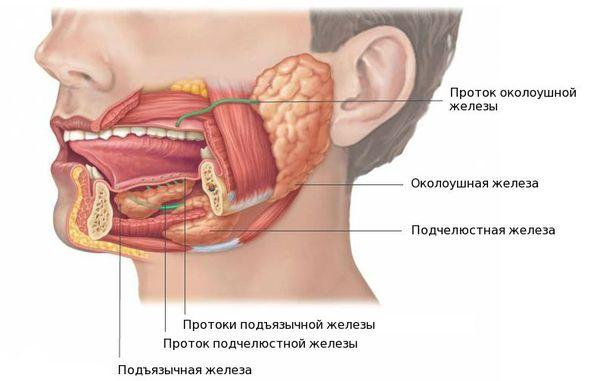 Проток околоушной
железы
Околоушная железа
Подчелюстная железа
Протоки подъязычной железы
Проток подчелюстной железы
Подъязычная железа